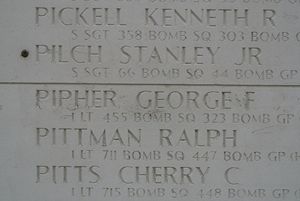 PICKELL KENNETH R
S SGT 358 BOMB SQ 303 BOMB G
PILCH STANLEY JR
S SGT 66 BOMB SQ 44 BOMB GP
PIPHER GEORGE F
1 LT 455 BOMB SQ 323 BOMB GP
PITTMAN RALPH
1 LT 711 BOMB SQ 447 BOMB GP (
PITTS CHERRY C
1 LT 715 BOMB SQ 448 BOMB GP (